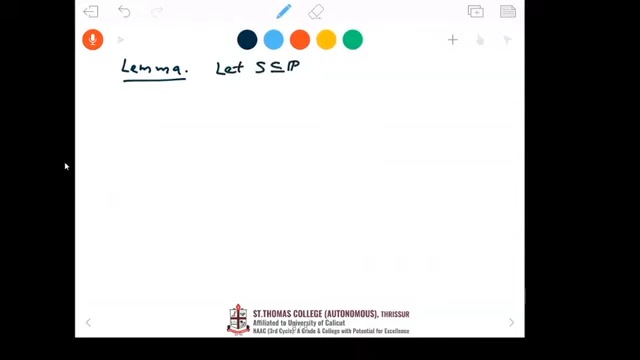 Lemma. Let S ⊆ IP
ST.THOMAS COLLEGE (AUTONOMOUS), THRISSUR
Affiliated to University of Calicut
NAAC (3rd Cycle): A Grade & College with Potential for Excellence